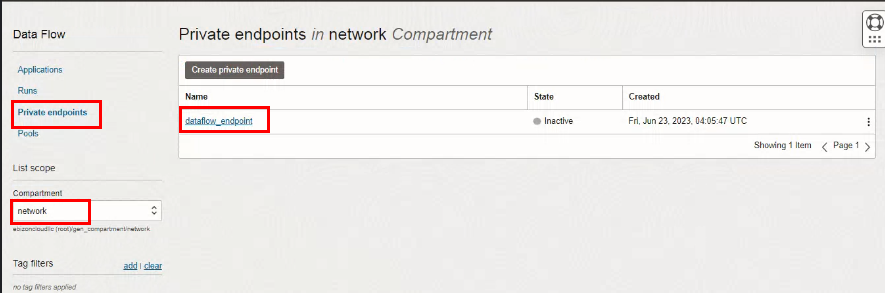 Data Flow
Applications
Runs
Private endpoints
Pools
List scope
Compartment
network
ebizoncloudllc (root)/gen_compartment/network
Tag filters
add | clear
no tag filters applied
Private endpoints in network Compartment
Create private endpoint
Name State Created
dataflow_endpoint Inactive Fri, Jun 23, 2023, 04:05:47 UTC
Showing 1 Item < Page 1 >